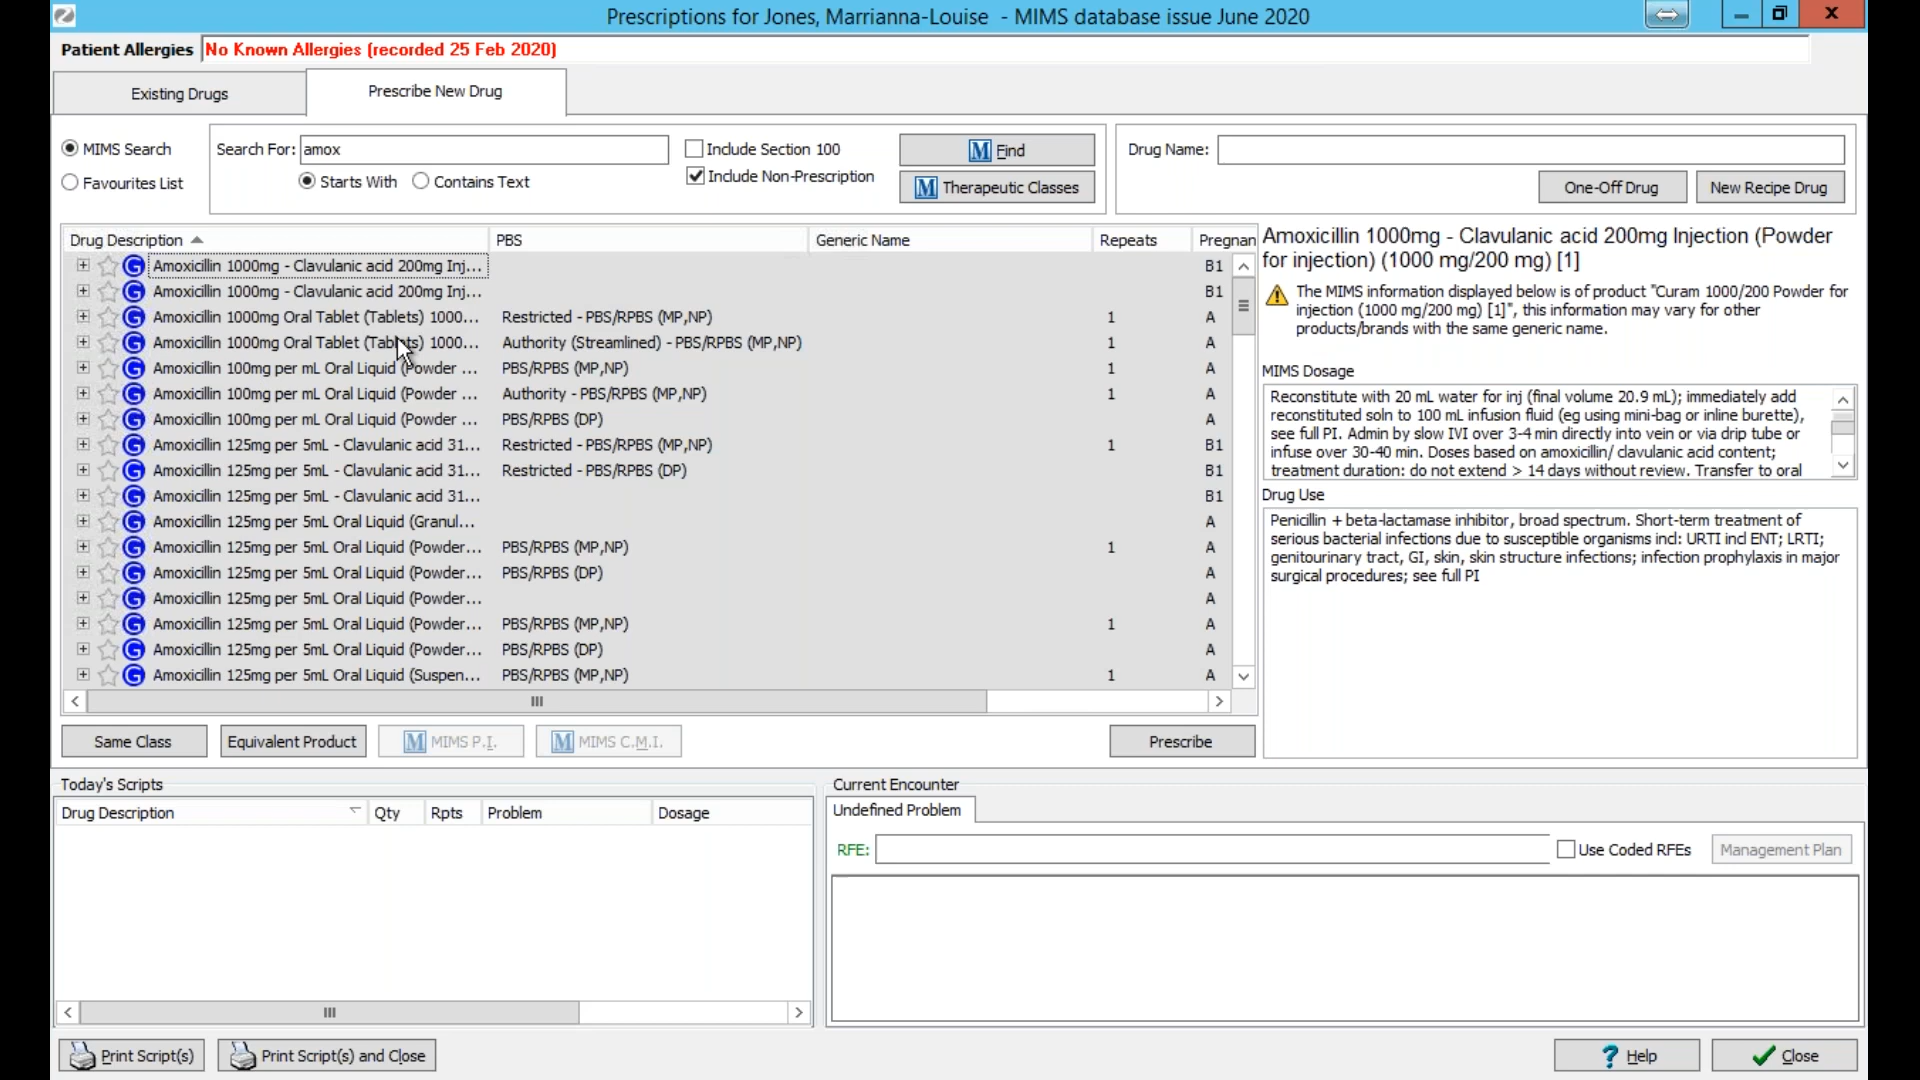 Prescriptions for Jones, Marrianna-Louise - MIMS database issue June 2020
Patient Allergies No Known Allergies (recorded 25 Feb 2020)
Existing Drugs Prescribe New Drug
MIMS Search Search For: amox Include Section 100 M Find Drug Name:
Favourites List Starts With Contains Text Include Non-Prescription M Therapeutic Classes One-Off Drug New Recipe Drug
Drug Description PBS Generic Name Repeats Pregnan
G Amoxicillin 1000mg - Clavulanic acid 200mg Inj... B1
G Amoxicillin 1000mg - Clavulanic acid 200mg Inj... B1
G Amoxicillin 1000mg Oral Tablet (Tablets) 1000... Restricted - PBS/RPBS (MP,NP) 1 A
G Amoxicillin 1000mg Oral Tablet (Tablets) 1000... Authority (Streamlined) - PBS/RPBS (MP,NP) 1 A
G Amoxicillin 100mg per mL Oral Liquid (Powder ... PBS/RPBS (MP,NP) 1 A
G Amoxicillin 100mg per mL Oral Liquid (Powder ... Authority - PBS/RPBS (MP,NP) 1 A
G Amoxicillin 100mg per mL Oral Liquid (Powder ... PBS/RPBS (DP) A
G Amoxicillin 125mg per 5mL - Clavulanic acid 31... Restricted - PBS/RPBS (MP,NP) 1 B1
G Amoxicillin 125mg per 5mL - Clavulanic acid 31... Restricted - PBS/RPBS (DP) B1
G Amoxicillin 125mg per 5mL - Clavulanic acid 31... B1
G Amoxicillin 125mg per 5mL Oral Liquid (Granul... A
G Amoxicillin 125mg per 5mL Oral Liquid (Powder... PBS/RPBS (MP,NP) 1 A
G Amoxicillin 125mg per 5mL Oral Liquid (Powder... PBS/RPBS (DP) A
G Amoxicillin 125mg per 5mL Oral Liquid (Powder... A
G Amoxicillin 125mg per 5mL Oral Liquid (Powder... PBS/RPBS (MP,NP) 1 A
G Amoxicillin 125mg per 5mL Oral Liquid (Powder... PBS/RPBS (DP) A
G Amoxicillin 125mg per 5mL Oral Liquid (Suspen... PBS/RPBS (MP,NP) 1 A
Amoxicillin 1000mg - Clavulanic acid 200mg Injection (Powder
for injection) (1000 mg/200 mg) [1]
The MIMS information displayed below is of product "Curam 1000/200 Powder for
injection (1000 mg/200 mg) [1]", this information may vary for other
products/brands with the same generic name.
MIMS Dosage
Reconstitute with 20 mL water for inj (final volume 20.9 mL); immediately add
reconstituted soln to 100 mL infusion fluid (eg using mini-bag or inline burette),
see full PI. Admin by slow IVI over 3-4 min directly into vein or via drip tube or
infuse over 30-40 min. Doses based on amoxicillin/ clavulanic acid content;
treatment duration: do not extend > 14 days without review. Transfer to oral
Drug Use
Penicillin + beta-lactamase inhibitor, broad spectrum. Short-term treatment of
serious bacterial infections due to susceptible organisms incl: URTI incl ENT; LRTI;
genitourinary tract, GI, skin, skin structure infections; infection prophylaxis in major
surgical procedures; see full PI
Same Class Equivalent Product M MIMS P.I. M MIMS C.M.I. Prescribe
Today's Scripts
Drug Description Qty Rpts Problem Dosage
Current Encounter
Undefined Problem
RFE: Use Coded RFEs Management Plan
Print Script(s) Print Script(s) and Close Help Close